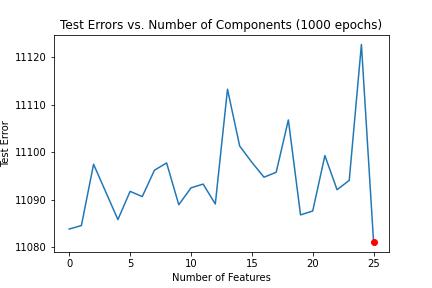 Test Errors vs. Number of Components (1000 epochs)
11120
11110
11100
11090
11080
Test Error
0 5 10 15 20 25
Number of Features